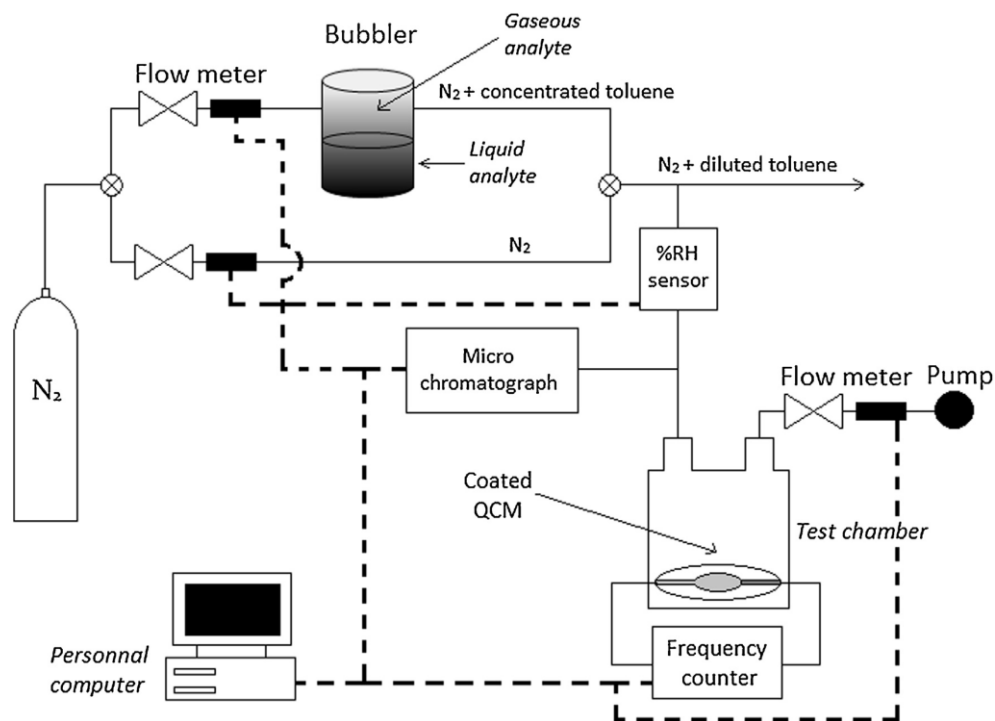 Gaseous
analyte
Bubbler
Flow meter
N₂ + concentrated toluene
Liquid
analyte
N₂ + diluted toluene
N₂
%RH
sensor
N₂
Micro
chromatograph
Flow meter
Pump
Coated
QCM
Test chamber
Personnal
computer
Frequency
counter